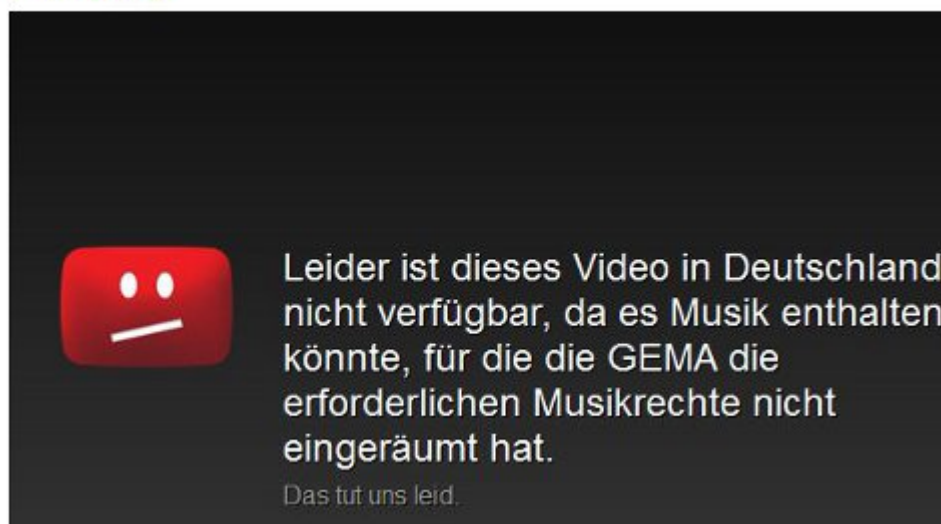 Leider ist dieses Video in Deutschland
nicht verfügbar, da es Musik enthalten
könnte, für die die GEMA die
erforderlichen Musikrechte nicht
eingeräumt hat.
Das tut uns leid.